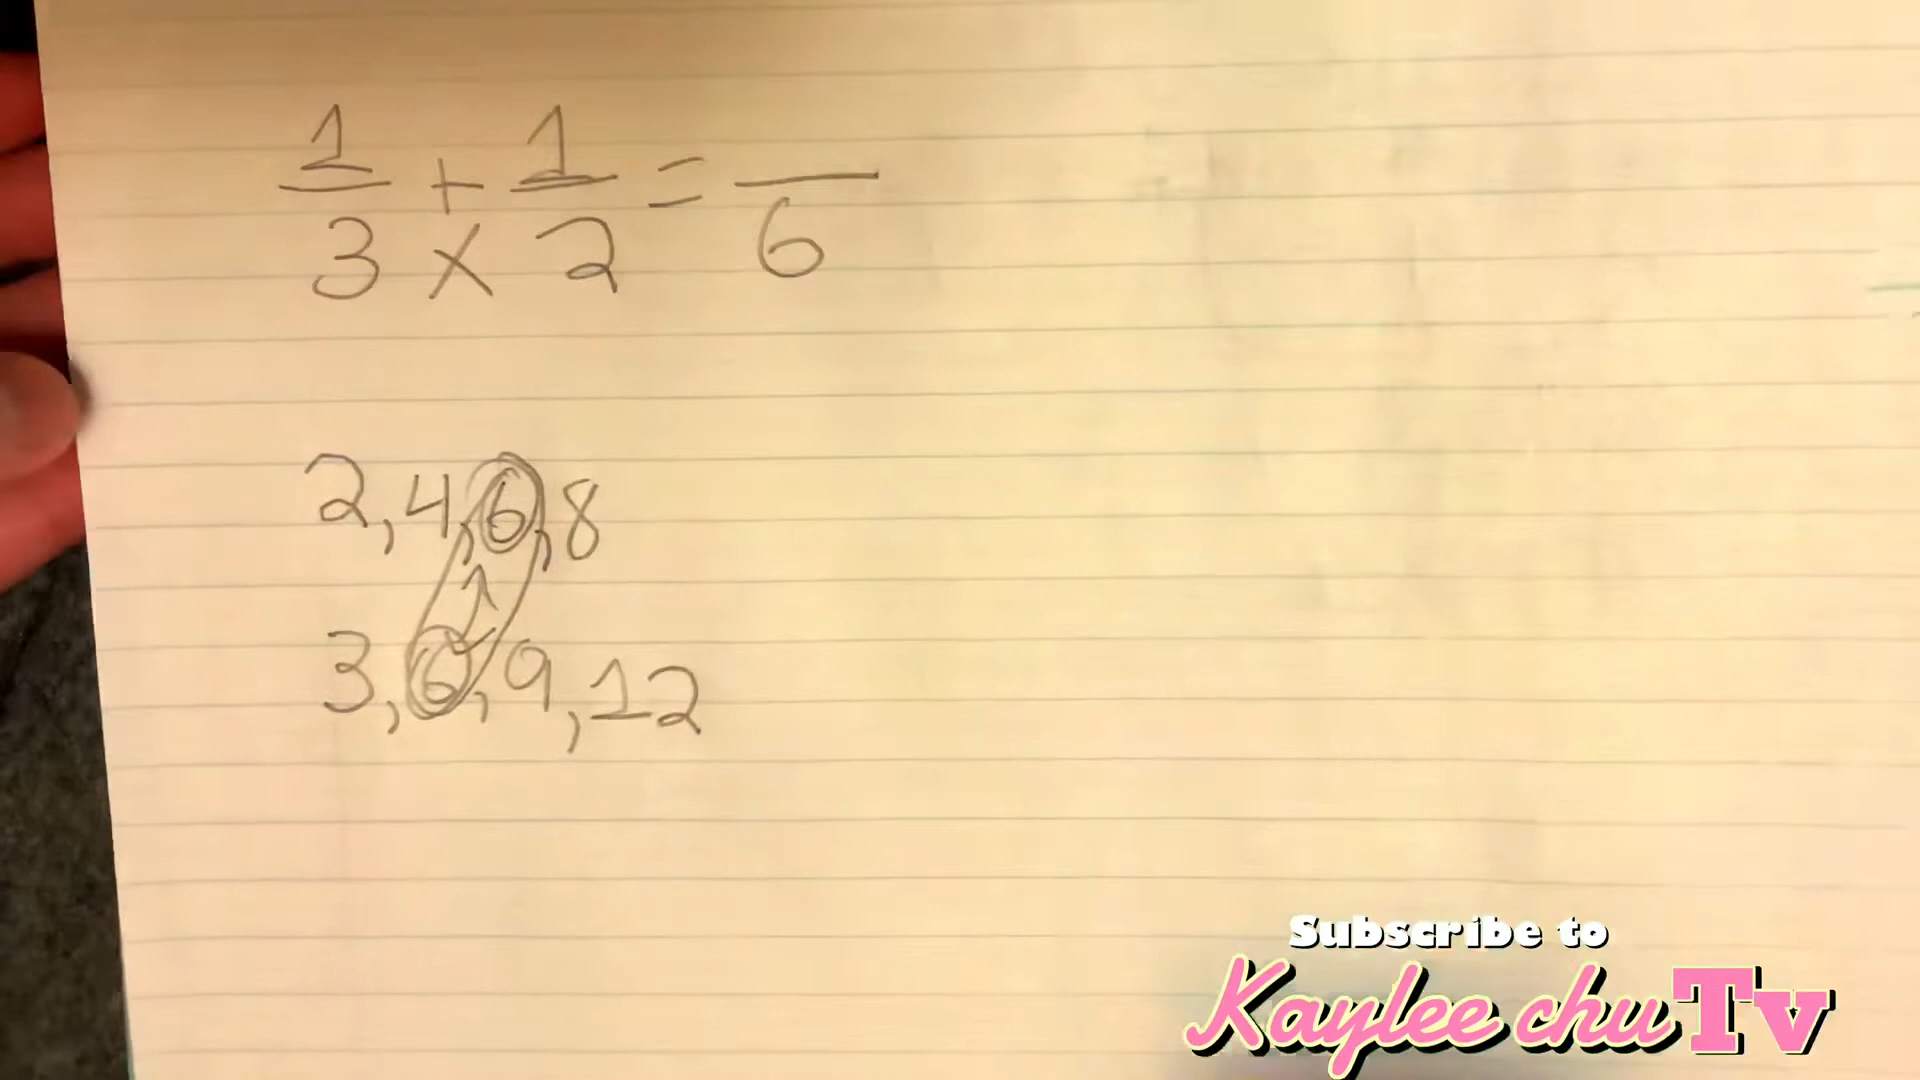 1/3 + 1/2 = /6
3 x 2
2, 4, 6, 8
3, 6, 9, 12
Subscribe to
Kaylee chu Tv